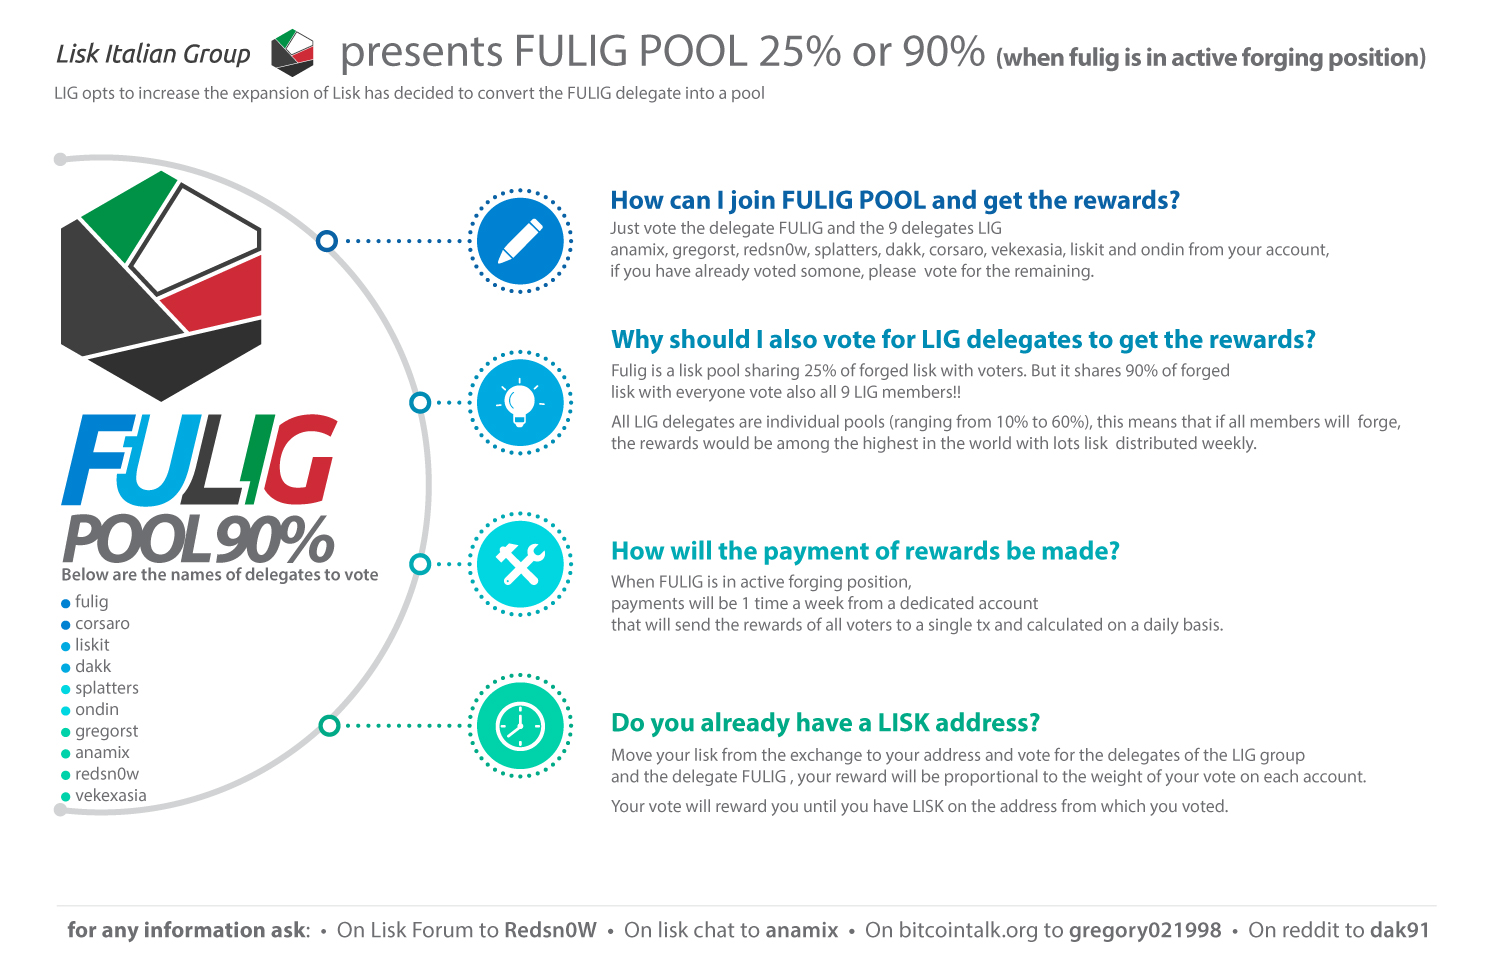 Lisk Italian Group presents FULIG POOL 25% or 90% (when fulig is in active forging position)
LIG opts to increase the expansion of Lisk has decided to convert the FULIG delegate into a pool
FULIG
POOL 90%
Below are the names of delegates to vote
fulig
corsaro
liskit
dakk
splatters
ondin
gregorst
anamix
redsn0w
vekexasia
How can I join FULIG POOL and get the rewards?
Just vote the delegate FULIG and the 9 delegates LIG
anamix, gregorst, redsn0w, splatters, dakk, corsaro, vekexasia, liskit and ondin from your account,
if you have already voted somone, please vote for the remaining.
Why should I also vote for LIG delegates to get the rewards?
Fulig is a lisk pool sharing 25% of forged lisk with voters. But it shares 90% of forged
lisk with everyone vote also all 9 LIG members!!
All LIG delegates are individual pools (ranging from 10% to 60%), this means that if all members will forge,
the rewards would be among the highest in the world with lots lisk distributed weekly.
How will the payment of rewards be made?
When FULIG is in active forging position,
payments will be 1 time a week from a dedicated account
that will send the rewards of all voters to a single tx and calculated on a daily basis.
Do you already have a LISK address?
Move your lisk from the exchange to your address and vote for the delegates of the LIG group
and the delegate FULIG , your reward will be proportional to the weight of your vote on each account.
Your vote will reward you until you have LISK on the address from which you voted.
for any information ask: • On Lisk Forum to Redsn0W • On lisk chat to anamix • On bitcointalk.org to gregory021998 • On reddit to dak91